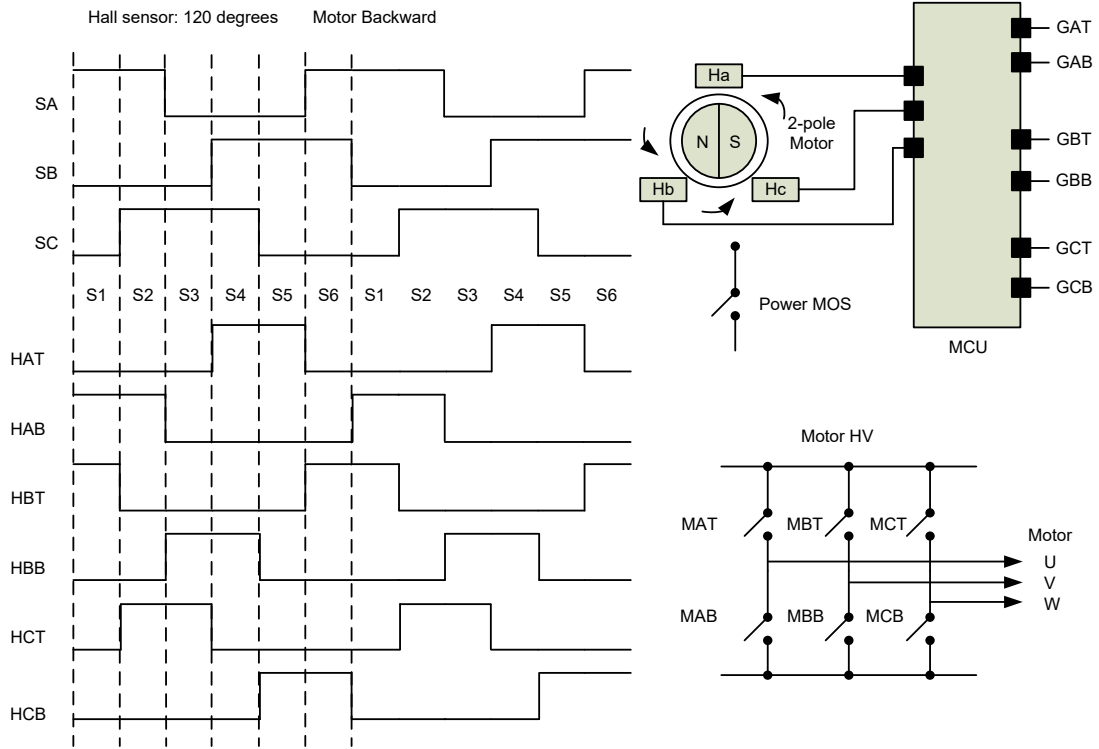 Hall sensor: 120 degrees Motor Backward
SA
SB
SC
S1 S2 S3 S4 S5 S6 S1 S2 S3 S4 S5 S6
HAT
HAB
HBT
HBB
HCT
HCB
Ha
N S
2-pole
Motor
Hb
Hc
Power MOS
GAT
GAB
GBT
GBB
GCT
GCB
MCU
Motor HV
MAT MBT MCT
Motor
U
V
W
MAB MBB MCB